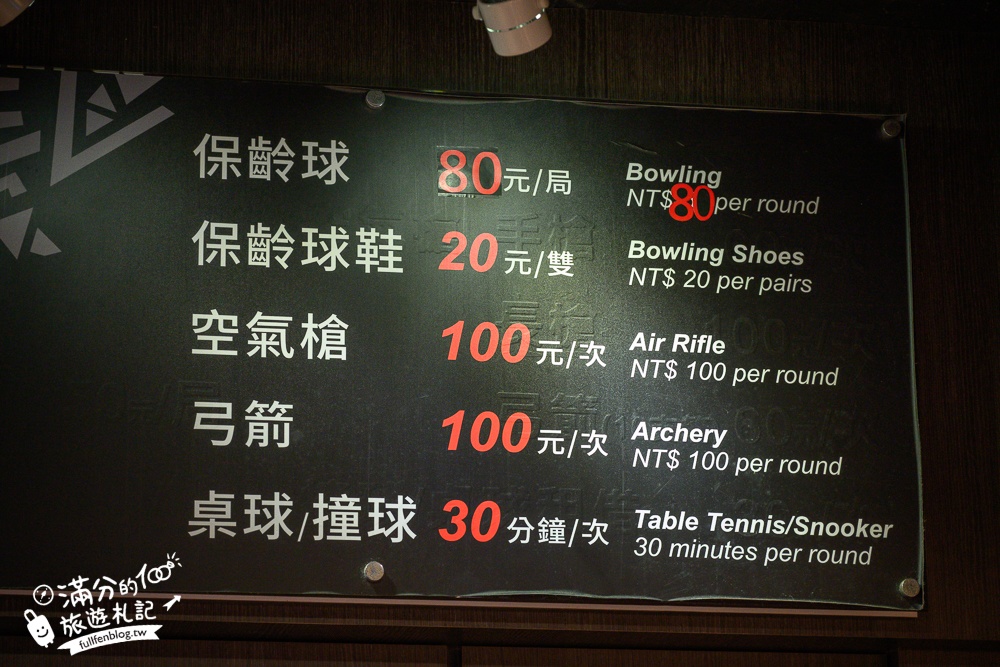 保齡球 80元/局 Bowling
NT$80 per round
保齡球鞋 20元/雙 Bowling Shoes
NT$ 20 per pairs
空氣槍 100元/次 Air Rifle
NT$ 100 per round
弓箭 100元/次 Archery
NT$ 100 per round
桌球/撞球 30分鐘/次 Table Tennis/Snooker
30 minutes per round
滿分的100
旅遊札記
fullfenblog.tw